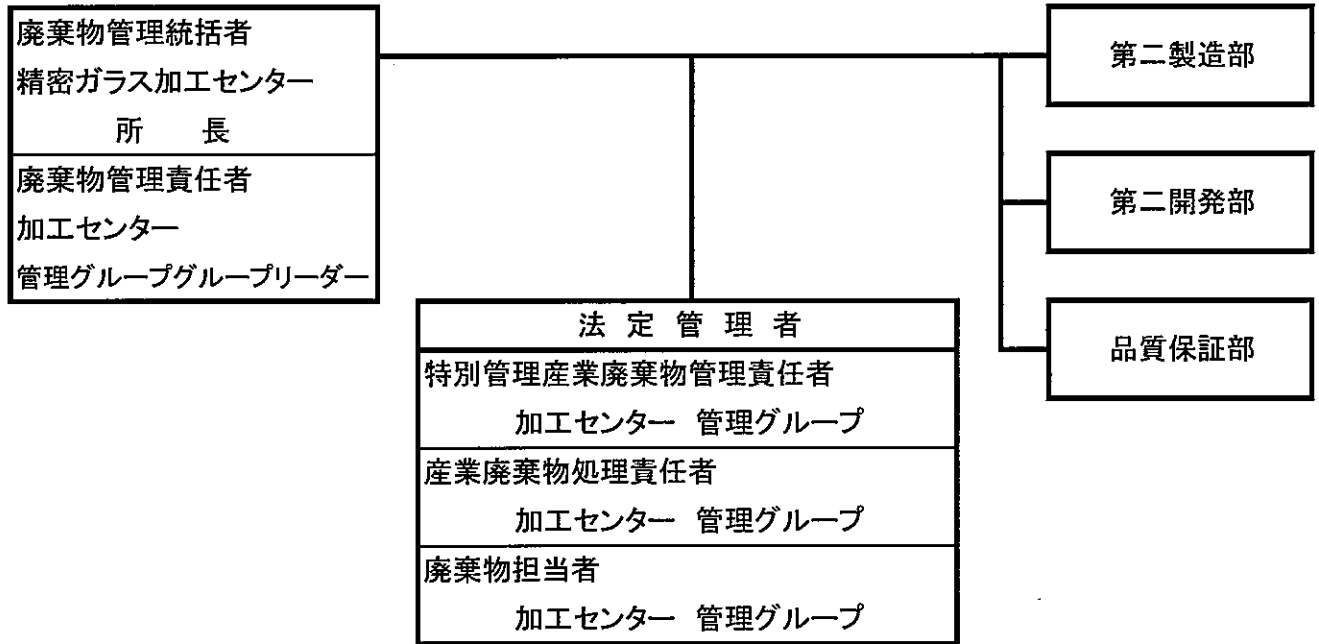 廃棄物管理統括者
精密ガラス加工センター
所　　長
廃棄物管理責任者
加工センター
管理グループグループリーダー
法 定 管 理 者
特別管理産業廃棄物管理責任者
加工センター 管理グループ
産業廃棄物処理責任者
加工センター 管理グループ
廃棄物担当者
加工センター 管理グループ
第二製造部
第二開発部
品質保証部